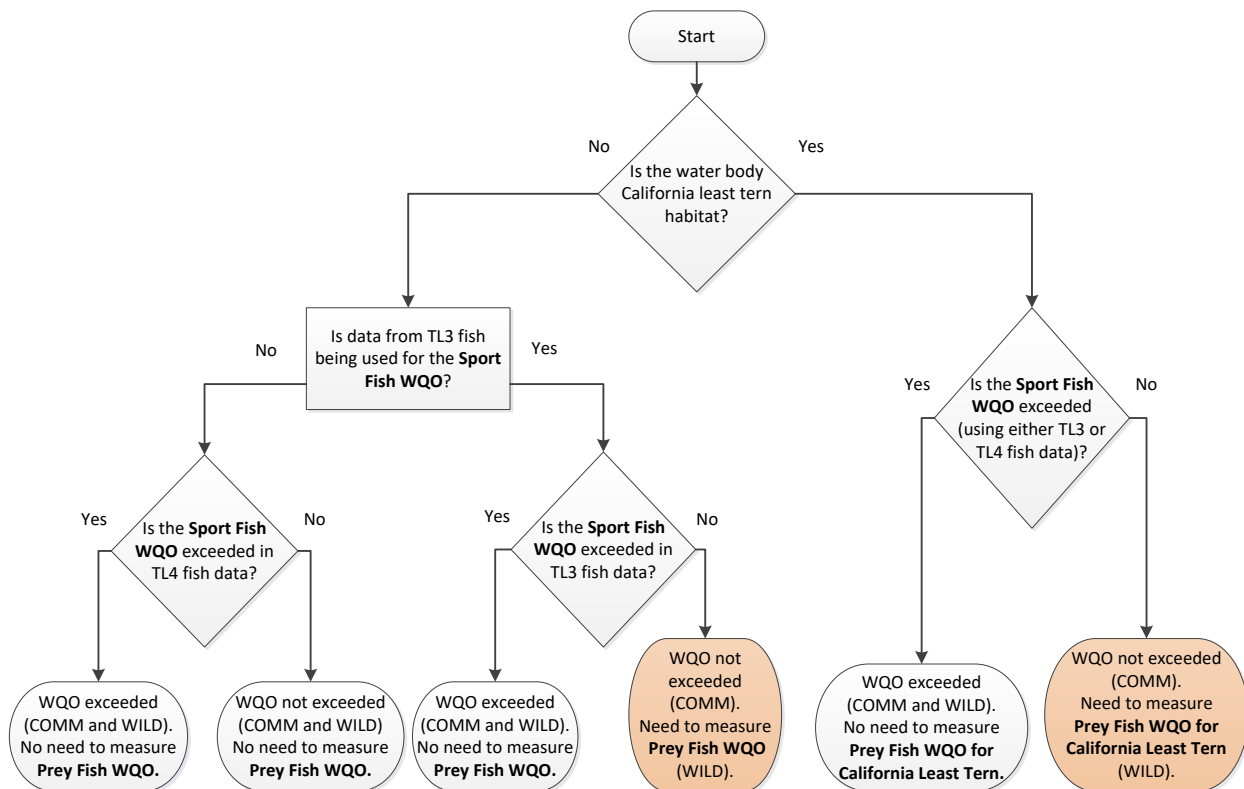 Start
No
Yes
Is the water body
California least tern
habitat?
Is data from TL3 fish
being used for the Sport
Fish WQO?
No
Yes
Yes
Is the Sport Fish
WQO exceeded
(using either TL3 or
TL4 fish data)?
No
Yes
Is the Sport Fish
WQO exceeded in
TL4 fish data?
No
Yes
Is the Sport Fish
WQO exceeded in
TL3 fish data?
No
WQO exceeded
(COMM and WILD).
No need to measure
Prey Fish WQO.
WQO not exceeded
(COMM and WILD)
No need to measure
Prey Fish WQO.
WQO exceeded
(COMM and WILD).
No need to measure
Prey Fish WQO.
WQO not
exceeded
(COMM).
Need to measure
Prey Fish WQO
(WILD).
WQO exceeded
(COMM and WILD).
No need to measure
Prey Fish WQO for
California Least Tern.
WQO not exceeded
(COMM).
Need to measure
Prey Fish WQO for
California Least Tern
(WILD).